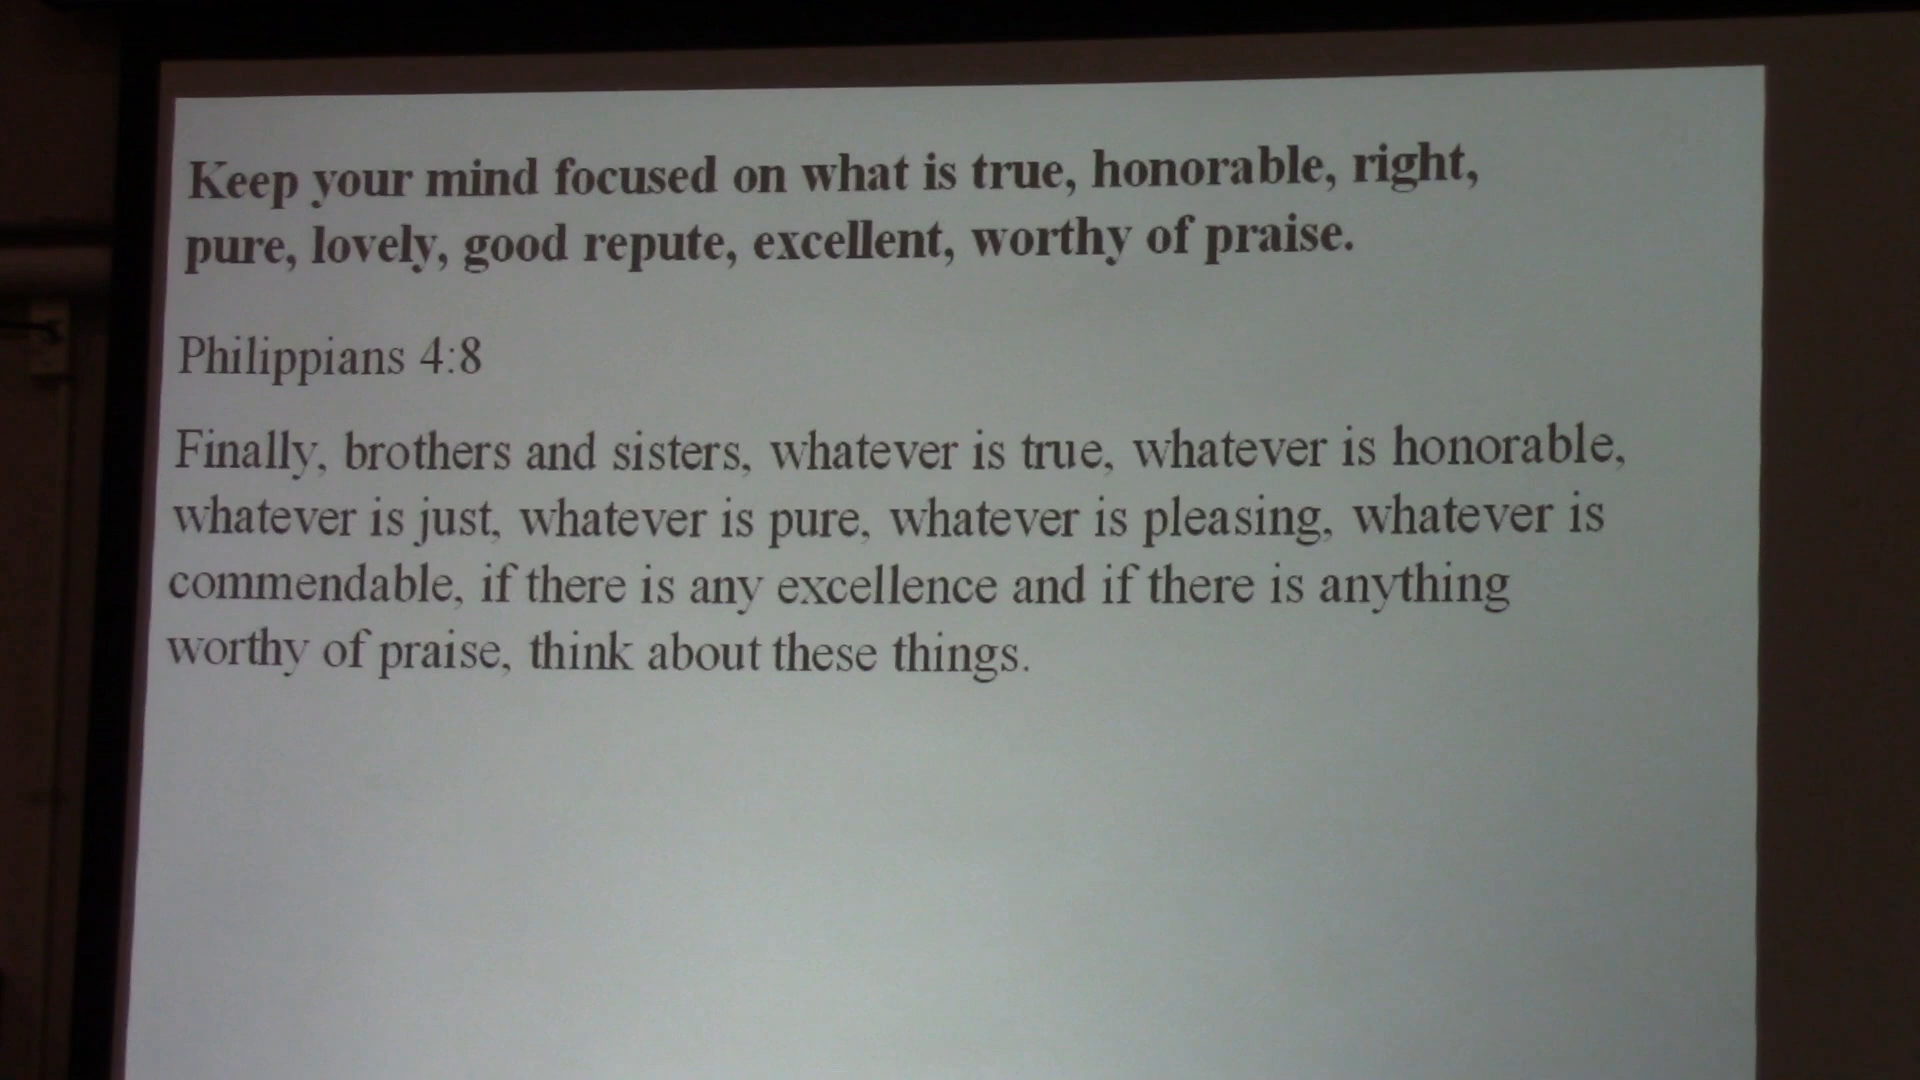 Keep your mind focused on what is true, honorable, right,
pure, lovely, good repute, excellent, worthy of praise.
Philippians 4:8
Finally, brothers and sisters, whatever is true, whatever is honorable,
whatever is just, whatever is pure, whatever is pleasing, whatever is
commendable, if there is any excellence and if there is anything
worthy of praise, think about these things.